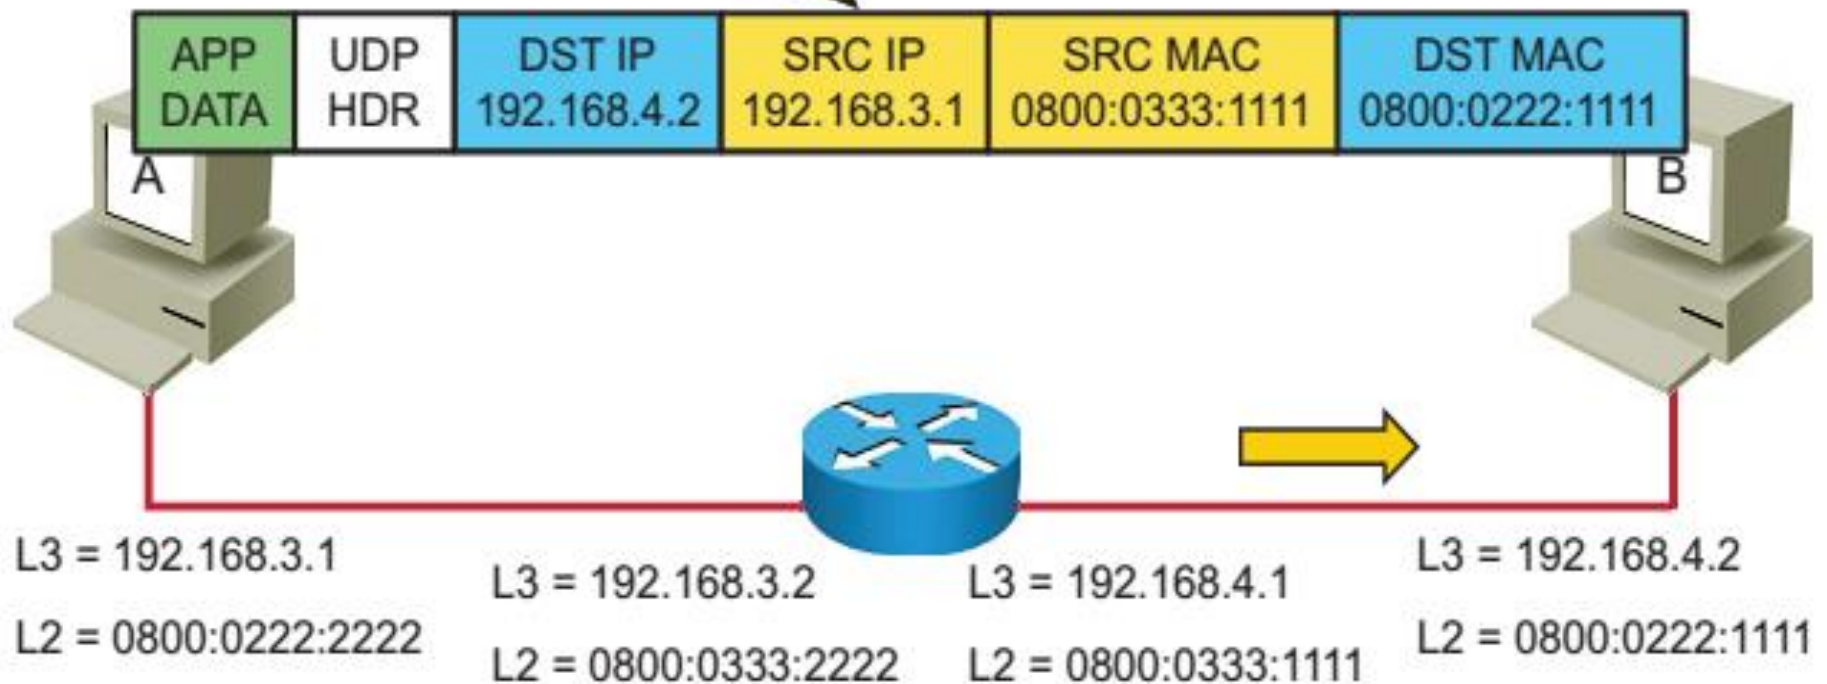 APP DATA
UDP HDR
DST IP 192.168.4.2
SRC IP 192.168.3.1
SRC MAC 0800:0333:1111
DST MAC 0800:0222:1111
A
B
L3 = 192.168.3.1
L2 = 0800:0222:2222
L3 = 192.168.3.2
L2 = 0800:0333:2222
L3 = 192.168.4.1
L2 = 0800:0333:1111
L3 = 192.168.4.2
L2 = 0800:0222:1111